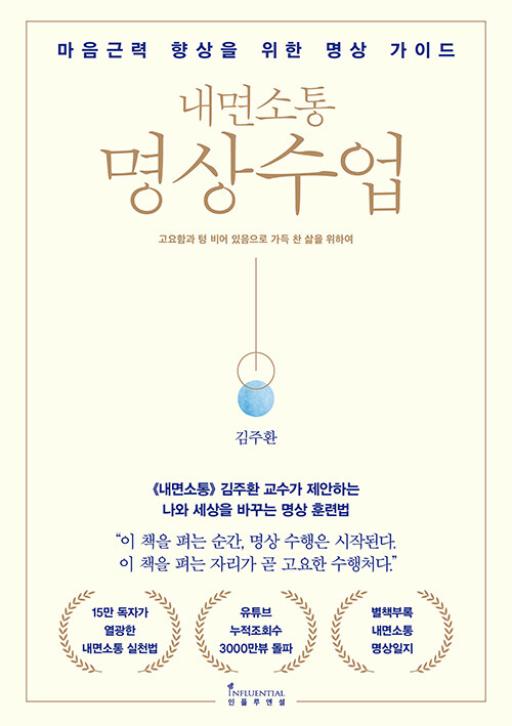 마음근력 향상을 위한 명상 가이드
내면소통
명상수업
고요함과 텅 비어 있음으로 가득 찬 삶을 위하여
김주환
《내면소통》 김주환 교수가 제안하는
나와 세상을 바꾸는 명상 훈련법
“이 책을 펴는 순간, 명상 수행은 시작된다.
이 책을 펴는 자리가 곧 고요한 수행처다.”
15만 독자가
열광한
내면소통 실천법
유튜브
누적조회수
3000만뷰 돌파
별책부록
내면소통
명상일지
INFLUENTIAL
인플루엔셜